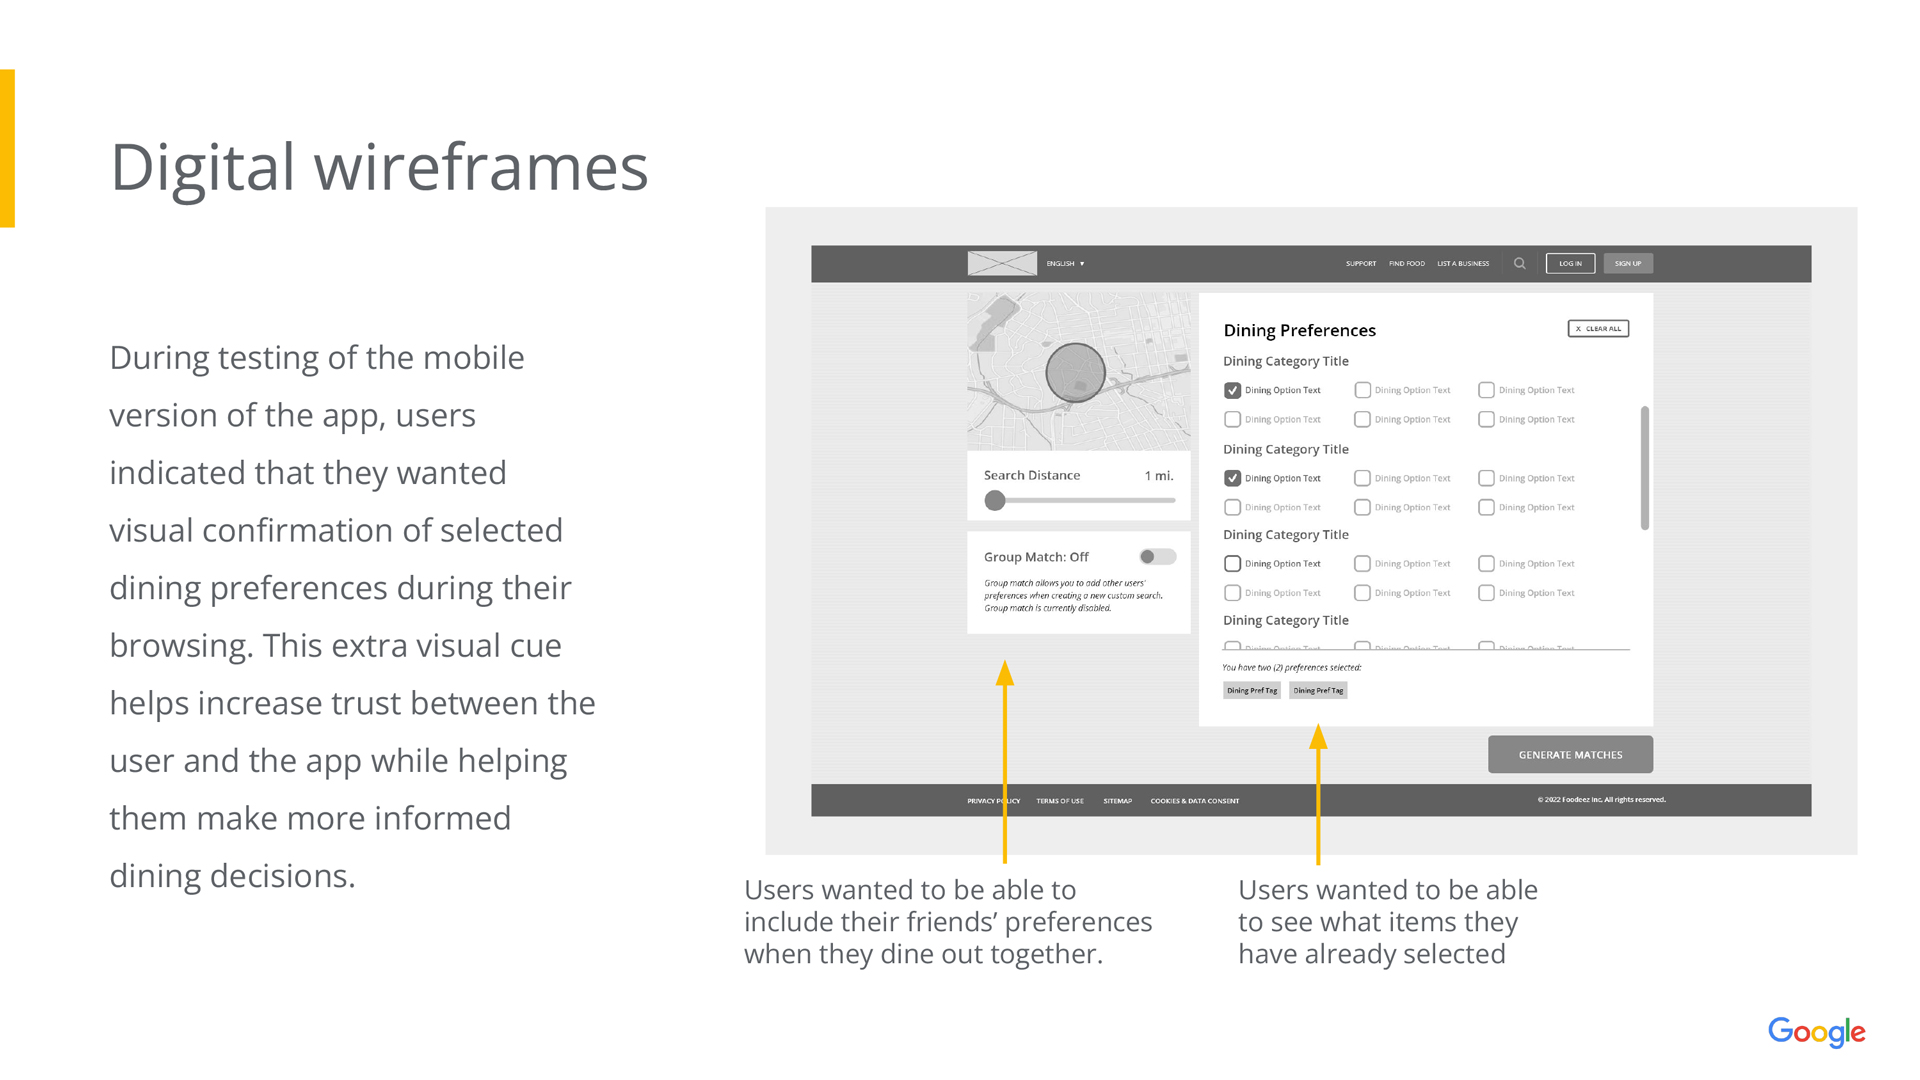 Digital wireframes
During testing of the mobile
version of the app, users
indicated that they wanted
visual confirmation of selected
dining preferences during their
browsing. This extra visual cue
helps increase trust between the
user and the app while helping
them make more informed
dining decisions.
ENGLISH ▼
SUPPORT FIND FOOD LIST A BUSINESS LOG IN SIGN UP
Search Distance 1 mi.
Group Match: Off
Group match allows you to add other users'
preferences when creating a new custom search.
Group match is currently disabled.
Dining Preferences X CLEAR ALL
Dining Category Title
Dining Option Text Dining Option Text Dining Option Text
Dining Option Text Dining Option Text Dining Option Text
Dining Category Title
Dining Option Text Dining Option Text Dining Option Text
Dining Option Text Dining Option Text Dining Option Text
Dining Category Title
Dining Option Text Dining Option Text Dining Option Text
Dining Option Text Dining Option Text Dining Option Text
Dining Category Title
Dining Option Text Dining Option Text Dining Option Text
You have two (2) preferences selected:
Dining Pref Tag Dining Pref Tag
GENERATE MATCHES
PRIVACY POLICY TERMS OF USE SITEMAP COOKIES & DATA CONSENT
© 2022 Foodeez Inc. All rights reserved.
Users wanted to be able to
include their friends’ preferences
when they dine out together.
Users wanted to be able
to see what items they
have already selected
Google